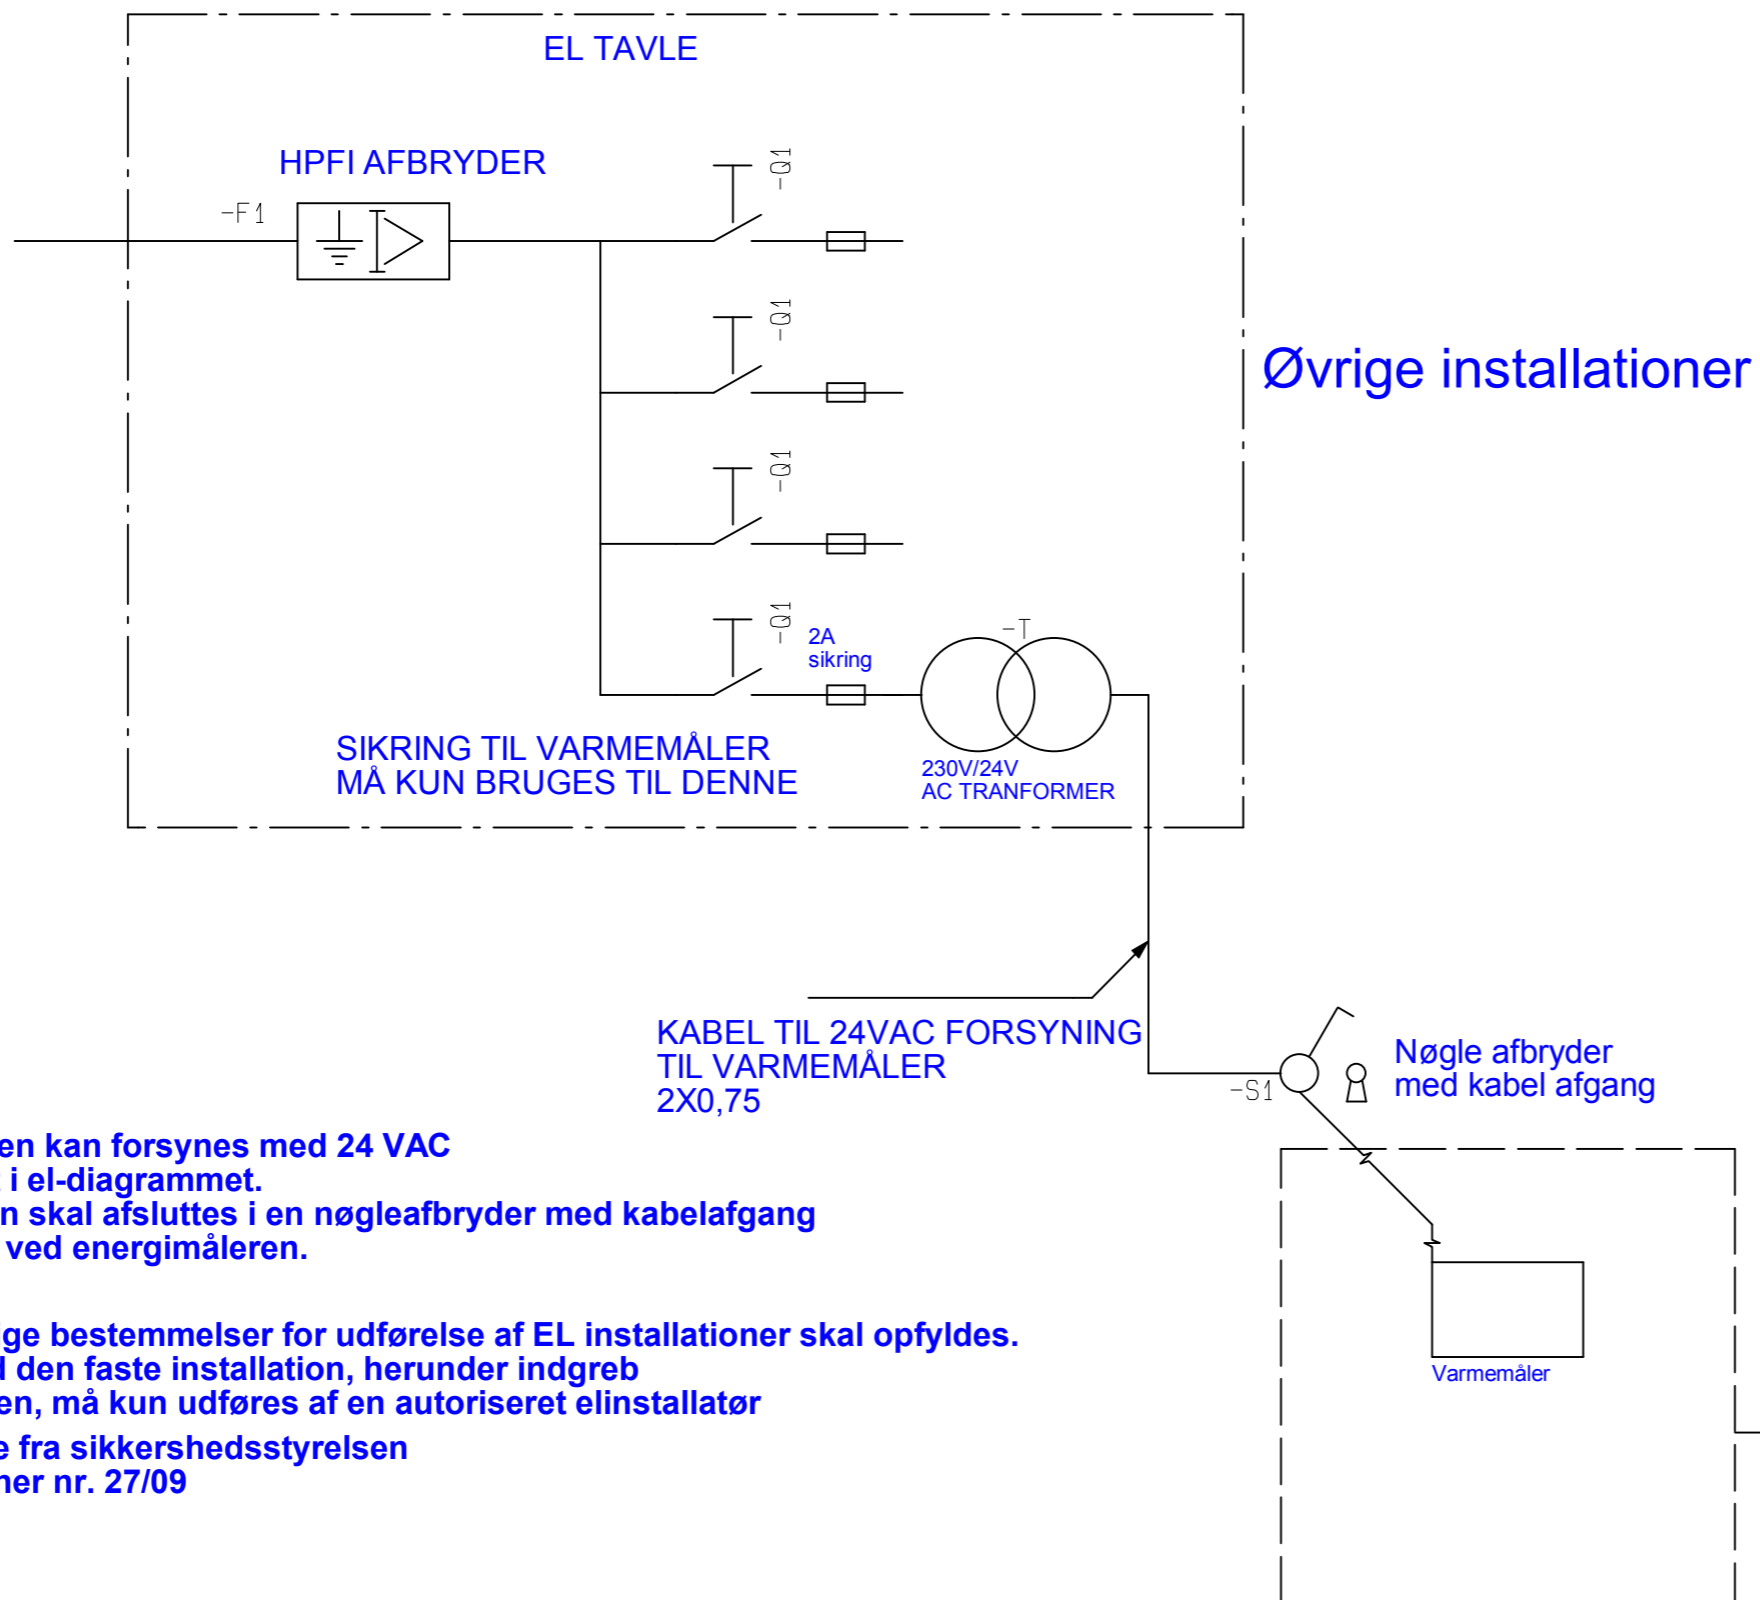 EL TAVLE
HPFI AFBRYDER
-F1
-Q1
-Q1
Øvrige installationer
-Q1
-Q1
2A
sikring
-T
SIKRING TIL VARMEMÅLER
MÅ KUN BRUGES TIL DENNE
230V/24V
AC TRANFORMER
KABEL TIL 24VAC FORSYNING
TIL VARMEMÅLER
2X0,75
-S1
Nøgle afbryder
med kabel afgang
en kan forsynes med 24 VAC
t i el-diagrammet.
n skal afsluttes i en nøgleafbryder med kabelafgang
ved energimåleren.
ige bestemmelser for udførelse af EL installationer skal opfyldes.
d den faste installation, herunder indgreb
en, må kun udføres af en autoriseret elinstallatør
e fra sikkershedsstyrelsen
ner nr. 27/09
Varmemåler